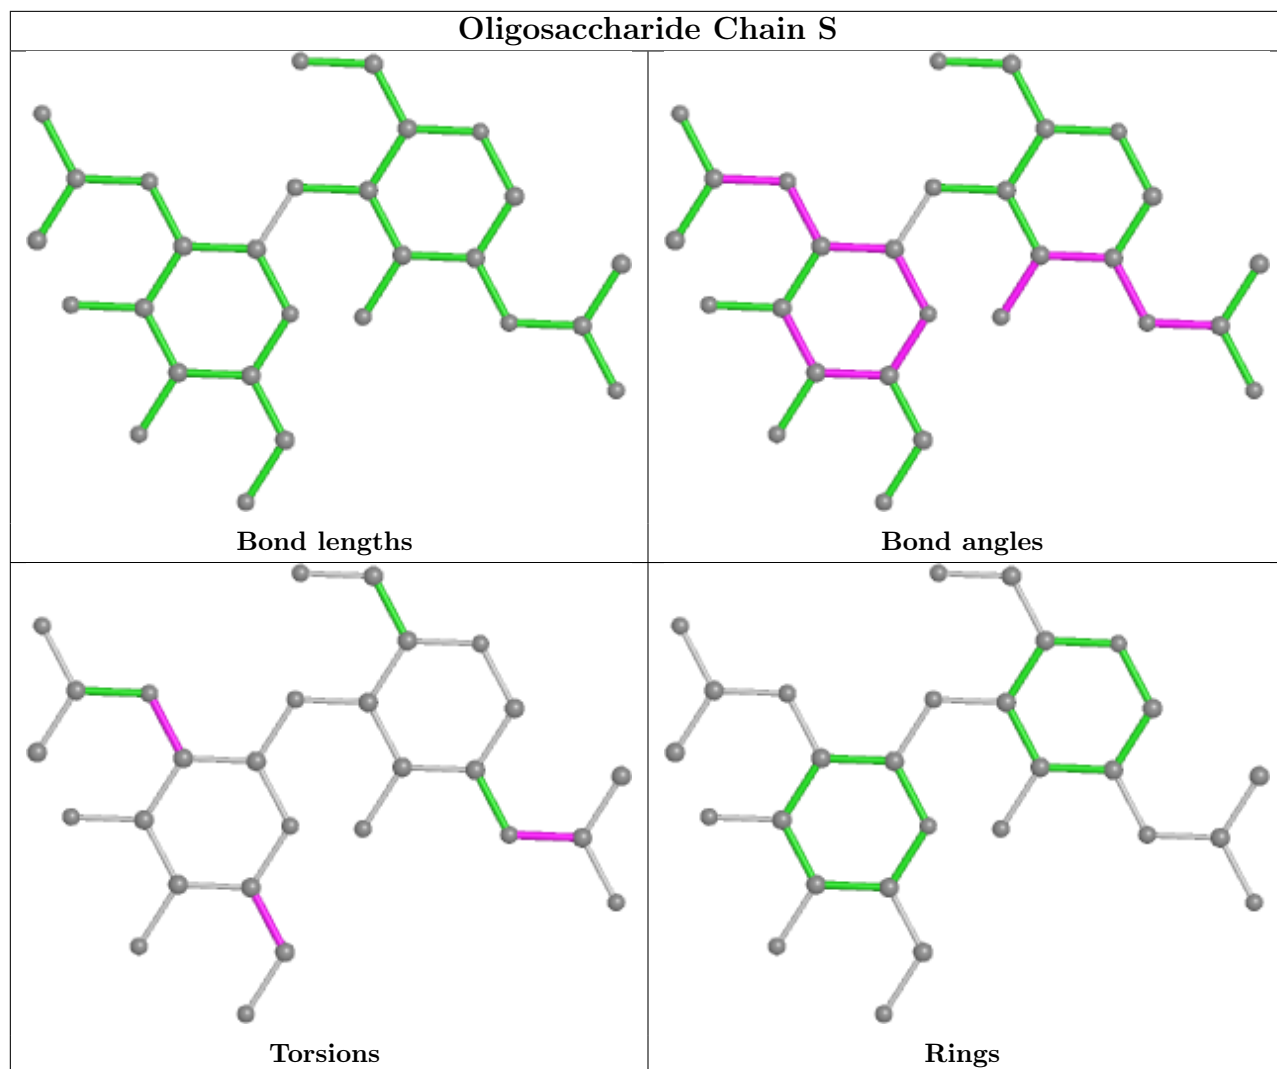 Oligosaccharide Chain S
Bond lengths
Bond angles
Torsions
Rings